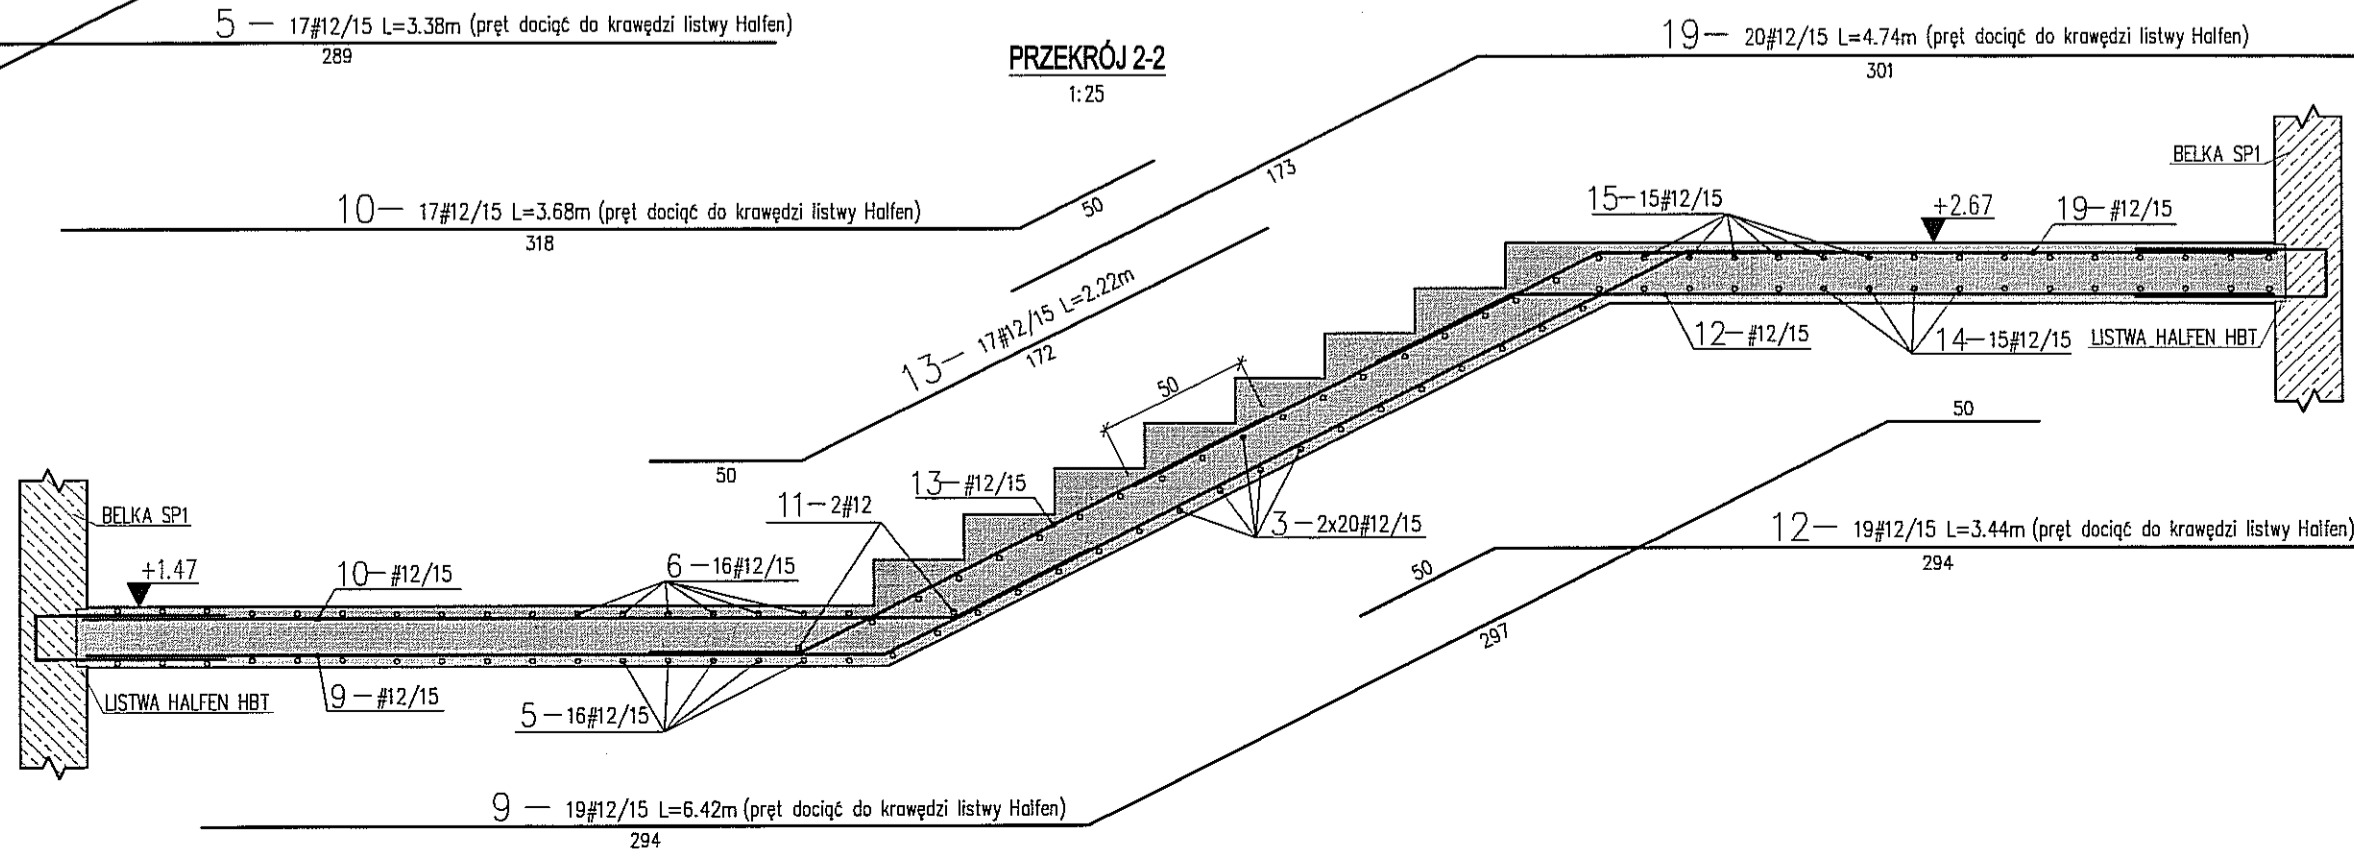 5 — 17#12/15 L=3.38m (pręt dociąć do krawędzi listwy Halfen)
289
PRZEKRÓJ 2-2
1:25
19— 20#12/15 L=4.74m (pręt dociąć do krawędzi listwy Halfen)
301
173
10— 17#12/15 L=3.68m (pręt dociąć do krawędzi listwy Halfen)
318
50
13— 17#12/15 L=2.22m
172
50
BELKA SP1
15—15#12/15
+2.67
19—#12/15
12—#12/15
14—15#12/15
LISTWA HALFEN HBT
50
50
BELKA SP1
+1.47
10—#12/15
6—16#12/15
11—2#12
13—#12/15
3—2x20#12/15
12— 19#12/15 L=3.44m (pręt dociąć do krawędzi listwy Halfen)
294
50
297
LISTWA HALFEN HBT
9—#12/15
5—16#12/15
9 — 19#12/15 L=6.42m (pręt dociąć do krawędzi listwy Halfen)
294